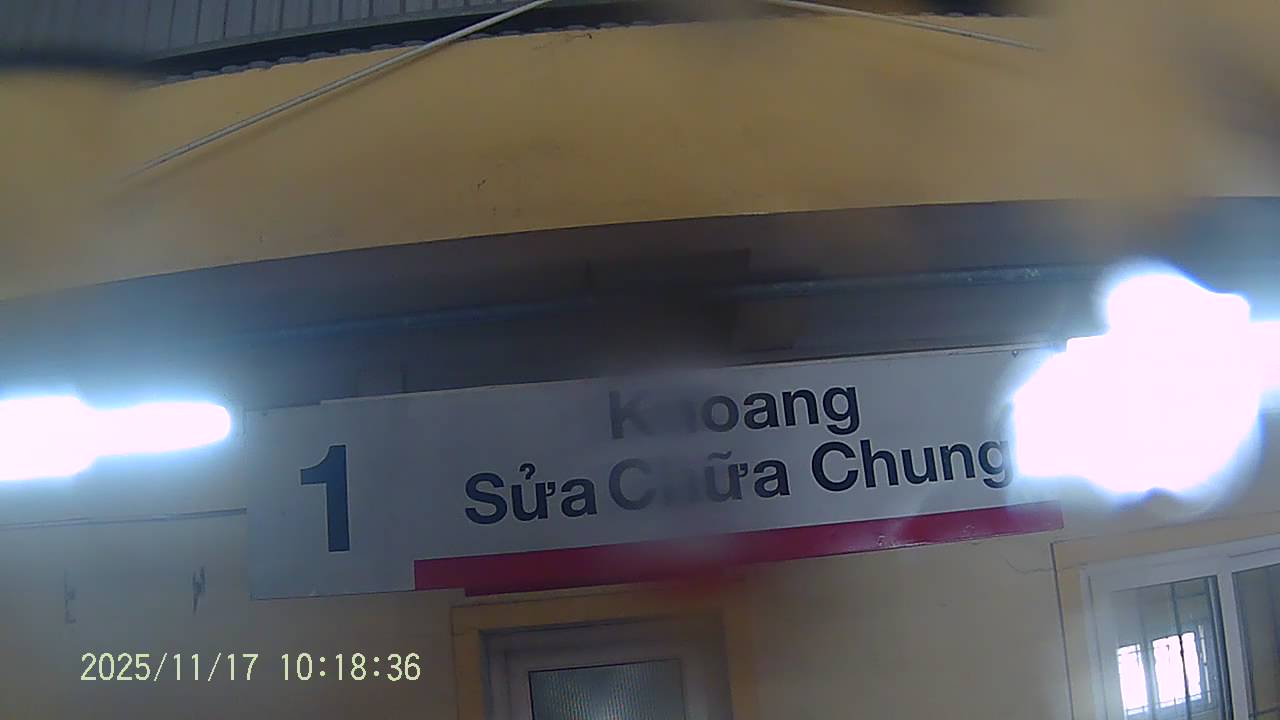 1
Khoang
Sửa Chữa Chung
2025/11/17 10:18:36